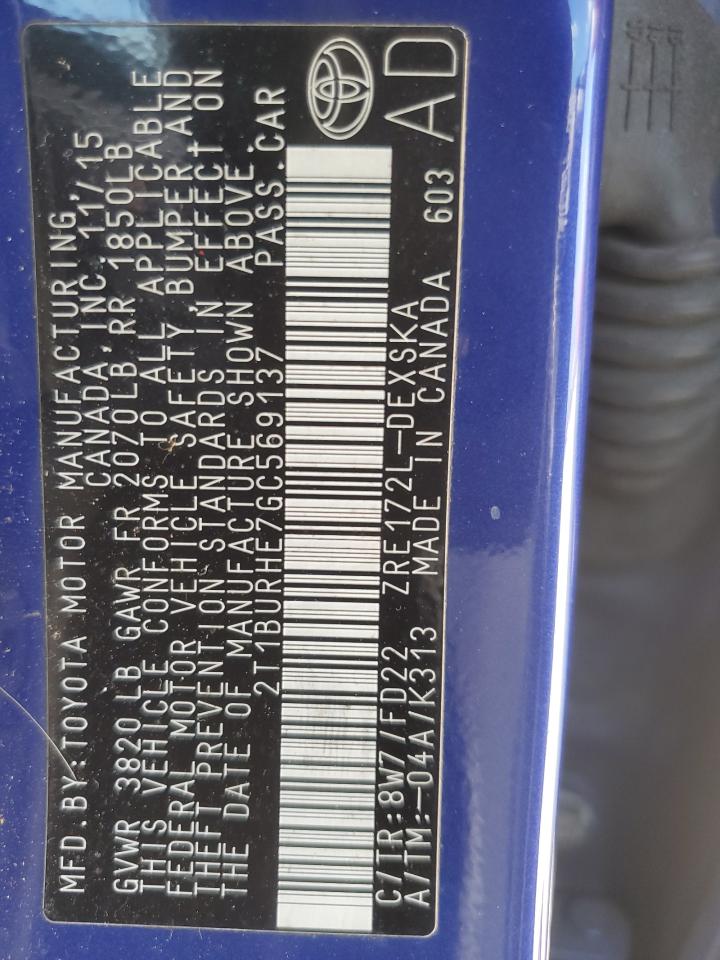 MFD.BY:TOYOTA MOTOR MANUFACTURING,
CANADA, INC. 11/15
GVWR 3820LB GAWR FR 2070LB, RR 1850LB
THIS VEHICLE CONFORMS TO ALL APPLICABLE
FEDERAL MOTOR VEHICLE SAFETY, BUMPER, AND
THEFT PREVENTION STANDARDS IN EFFECT ON
THE DATE OF MANUFACTURE SHOWN ABOVE.
2T1BURHE7GC569137 PASS.CAR
C/TR:8W7/FD22 ZRE172L-DEXSKA
A/TM:-04A/K313 MADE IN CANADA 603
AD